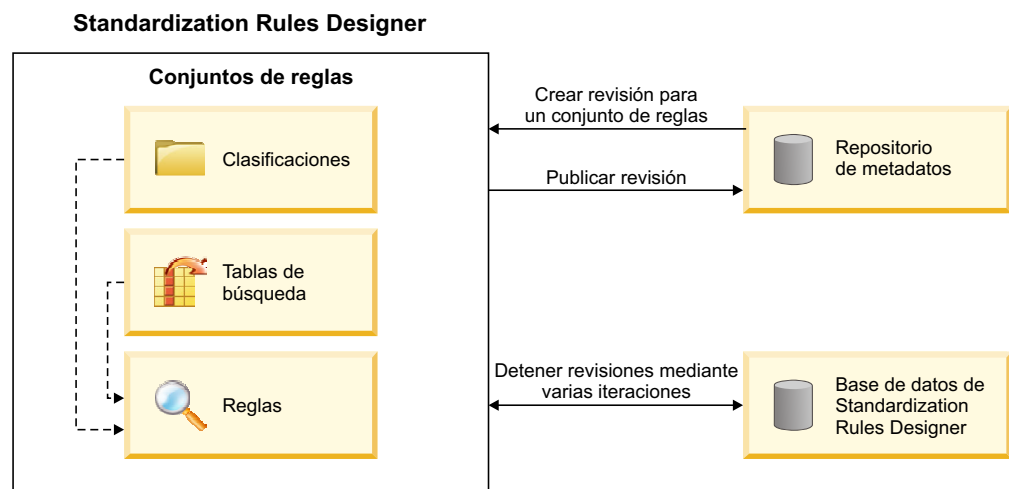 Standardization Rules Designer
Conjuntos de reglas
Clasificaciones
Tablas de
búsqueda
Reglas
Crear revisión para
un conjunto de reglas
Publicar revisión
Detener revisiones mediante
varias iteraciones
Repositorio
de metadatos
Base de datos de
Standardization
Rules Designer